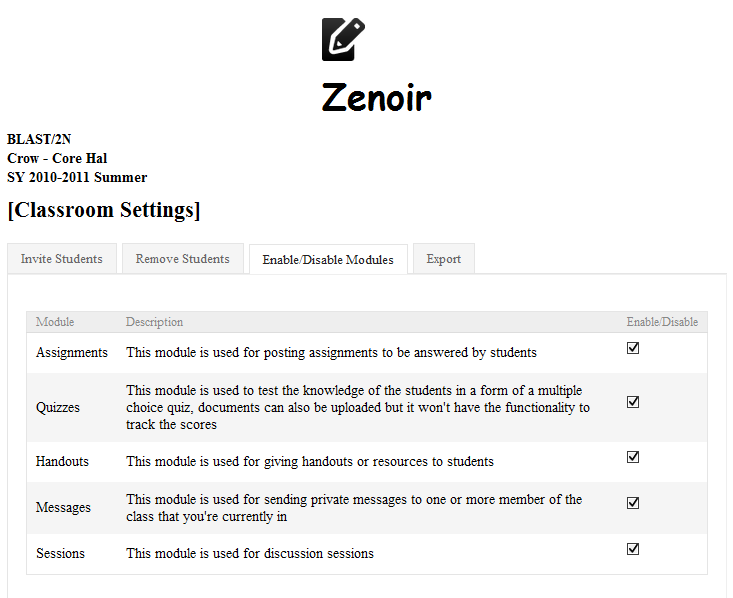 Zenoir
BLAST/2N
Crow - Core Hal
SY 2010-2011 Summer
[Classroom Settings]
Invite Students Remove Students Enable/Disable Modules Export
Module Description Enable/Disable
Assignments This module is used for posting assignments to be answered by students
This module is used to test the knowledge of the students in a form of a multiple
Quizzes choice quiz, documents can also be uploaded but it won't have the functionality to
track the scores
Handouts This module is used for giving handouts or resources to students
Messages This module is used for sending private messages to one or more member of the
class that you're currently in
Sessions This module is used for discussion sessions